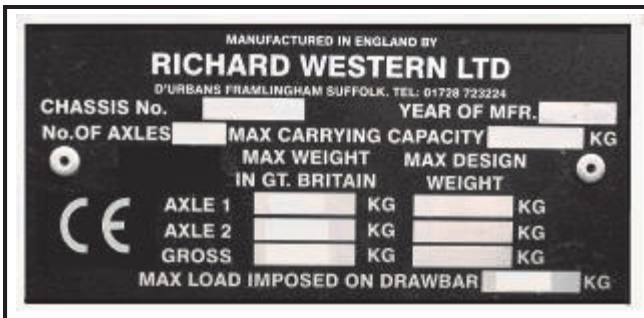 MANUFACTURED IN ENGLAND BY
RICHARD WESTERN LTD
D'URBANS FRAMLINGHAM SUFFOLK. TEL: 01728 723224
CHASSIS No. YEAR OF MFR.
No. OF AXLES MAX CARRYING CAPACITY KG
MAX WEIGHT MAX DESIGN
IN GT. BRITAIN WEIGHT
CE
AXLE 1 KG KG
AXLE 2 KG KG
GROSS KG KG
MAX LOAD IMPOSED ON DRAWBAR KG